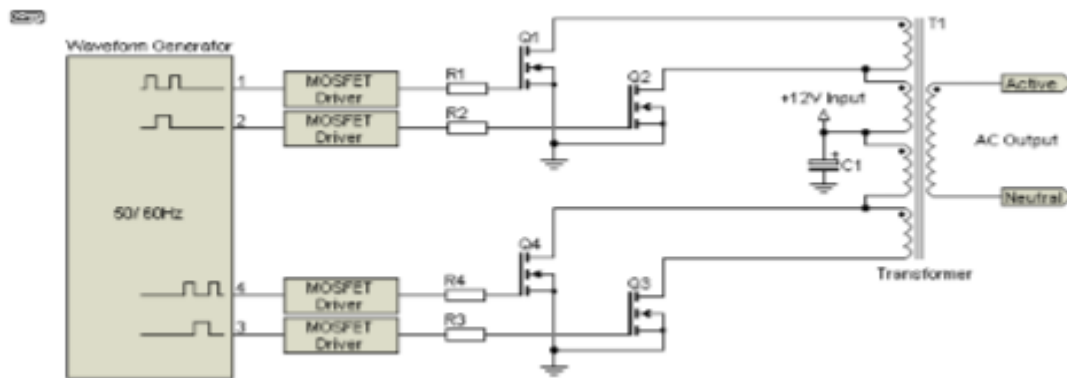 Waveform Generator
1
MOSFET
Driver
R1
Q1
T1
2
MOSFET
Driver
R2
Q2
+12V Input
Active
+
C1
AC Output
Neutral
50/60Hz
4
MOSFET
Driver
R4
Q4
Transformer
3
MOSFET
Driver
R3
Q3